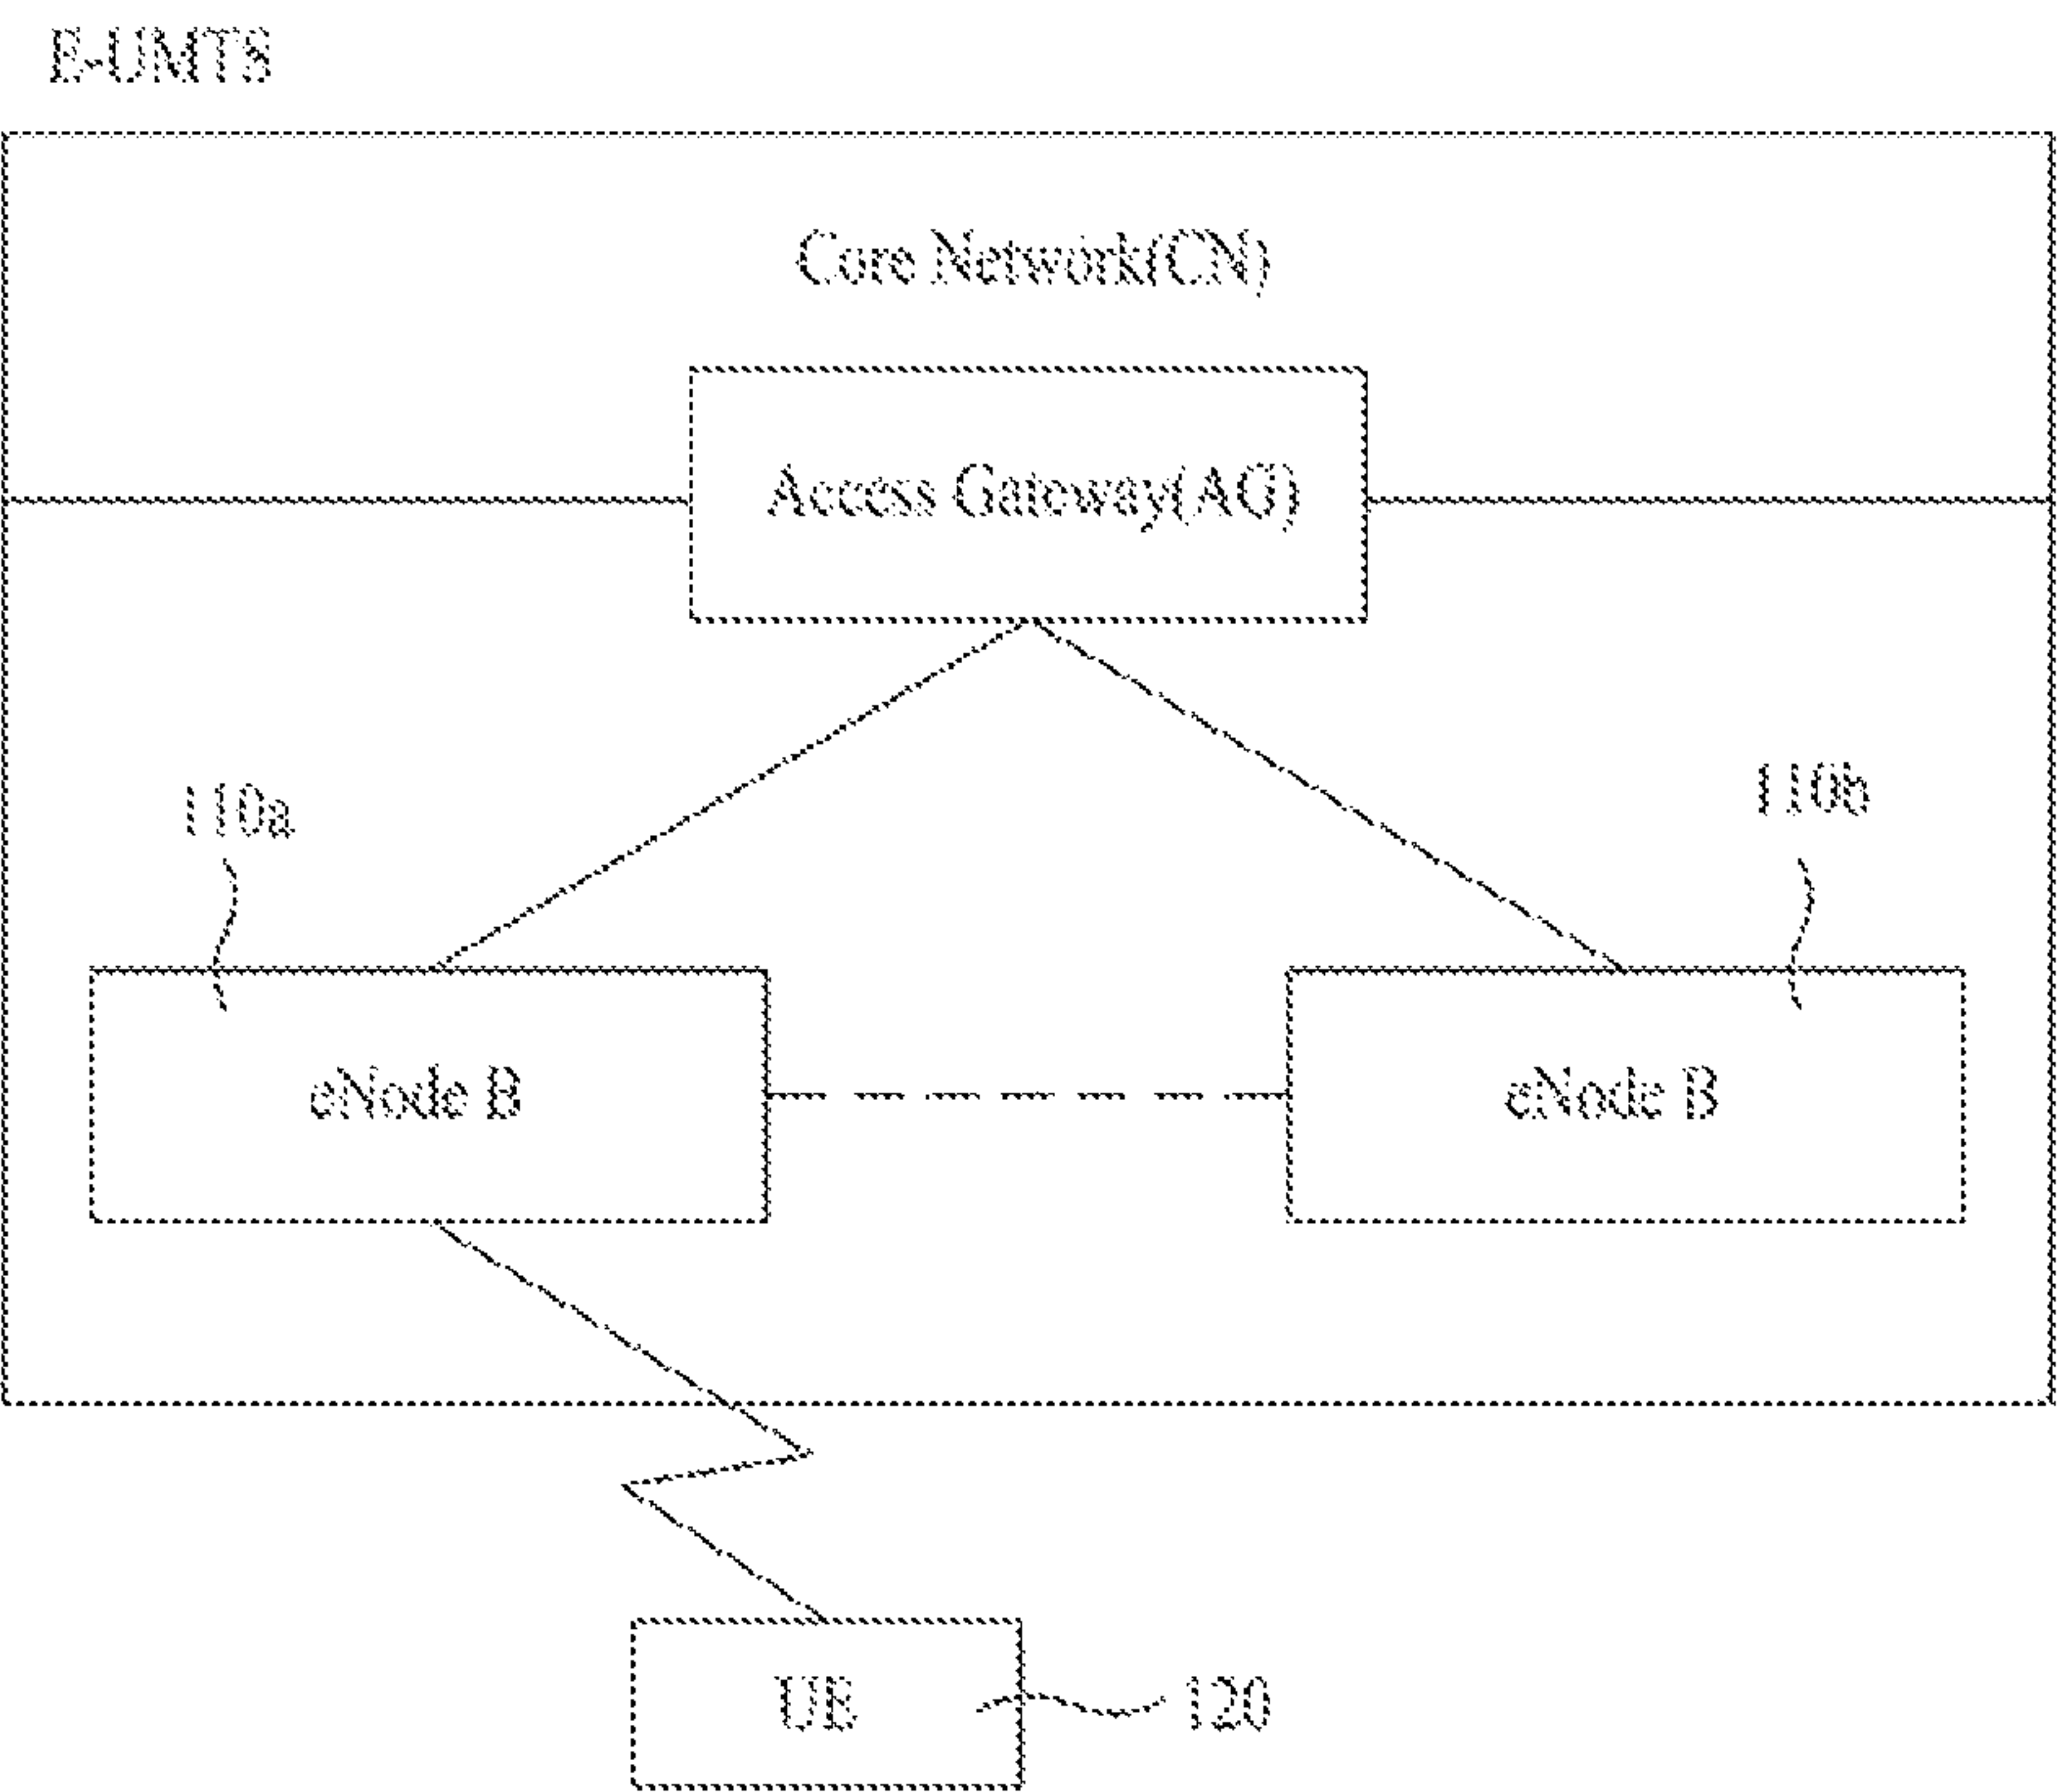 E-UMTS
Core Network(CN)
Access Gateway(AG)
110a
110b
eNode B
eNode B
UE
120